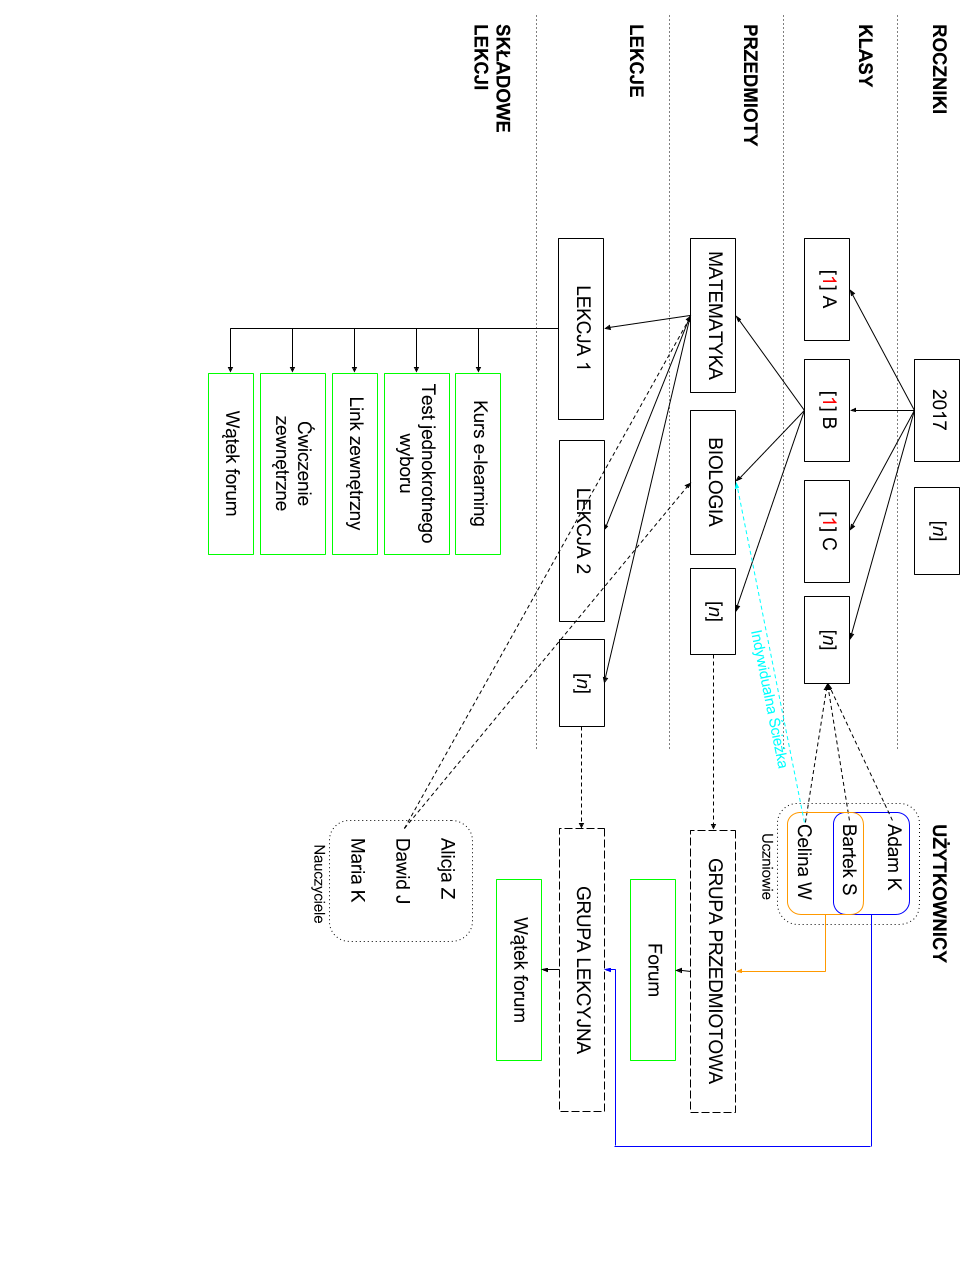 ROCZNIKI
2017
[n]
KLASY
[1] A
[1] B
[1] C
[n]
PRZEDMIOTY
MATEMATYKA
BIOLOGIA
[n]
LEKCJE
LEKCJA 1
LEKCJA 2
[n]
SKŁADOWE
LEKCJI
Kurs e-learning
Test jednokrotnego
wyboru
Link zewnętrzny
Ćwiczenie
zewnętrzne
Wątek forum
Indywidualna Ścieżka
UŻYTKOWNICY
Adam K
Bartek S
Celina W
Uczniowie
GRUPA PRZEDMIOTOWA
Forum
GRUPA LEKCYJNA
Wątek forum
Alicja Z
Dawid J
Maria K
Nauczyciele